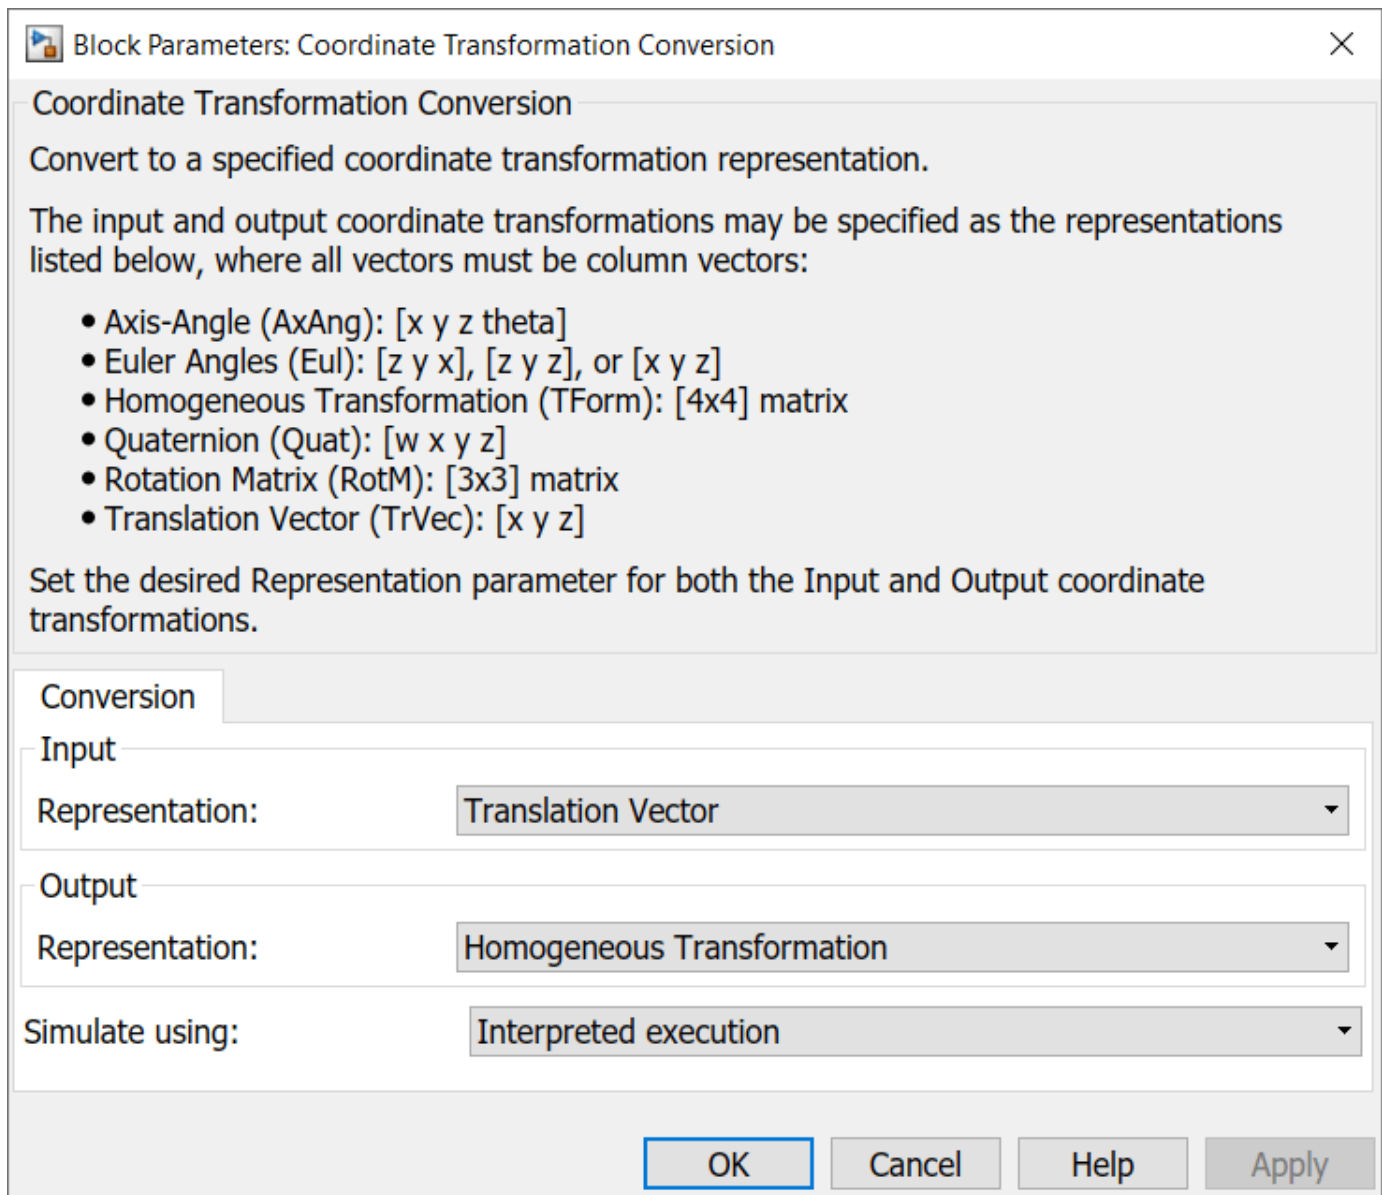 Block Parameters: Coordinate Transformation Conversion
Coordinate Transformation Conversion
Convert to a specified coordinate transformation representation.
The input and output coordinate transformations may be specified as the representations
listed below, where all vectors must be column vectors:
• Axis-Angle (AxAng): [x y z theta]
• Euler Angles (Eul): [z y x], [z y z], or [x y z]
• Homogeneous Transformation (TForm): [4x4] matrix
• Quaternion (Quat): [w x y z]
• Rotation Matrix (RotM): [3x3] matrix
• Translation Vector (TrVec): [x y z]
Set the desired Representation parameter for both the Input and Output coordinate
transformations.
Conversion
Input
Representation: Translation Vector
Output
Representation: Homogeneous Transformation
Simulate using: Interpreted execution
OK Cancel Help Apply